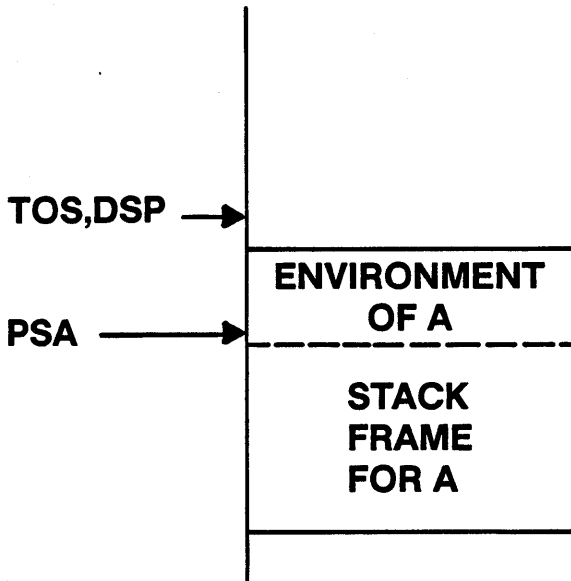 TOS,DSP
ENVIRONMENT
OF A
PSA
STACK
FRAME
FOR A